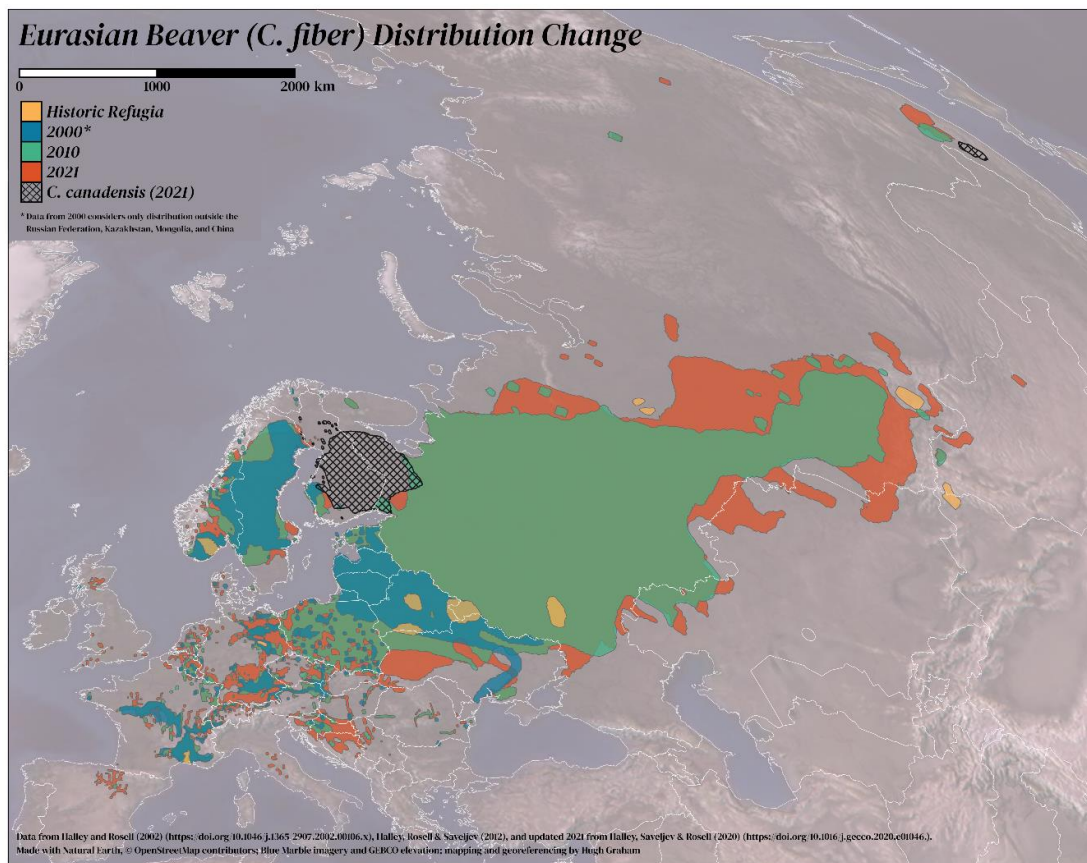 Eurasian Beaver (C. fiber) Distribution Change
0 1000 2000 km
Historic Refugia
2000*
2010
2021
C. canadensis (2021)
* Data from 2000 considers only distribution outside the
Russian Federation, Kazakhstan, Mongolia, and China
Data from Halley and Rosell (2002) (https://doi.org/10.1046/j.1365-2907.2002.00106.x), Halley, Rosell & Saveljev (2012), and updated 2021 from Halley, Saveljev & Rosell (2020) (https://doi.org/10.1016/j.gecco.2020.e01046.).
Made with Natural Earth, © OpenStreetMap contributors; Blue Marble imagery and GEBCO elevation; mapping and georeferencing by Hugh Graham